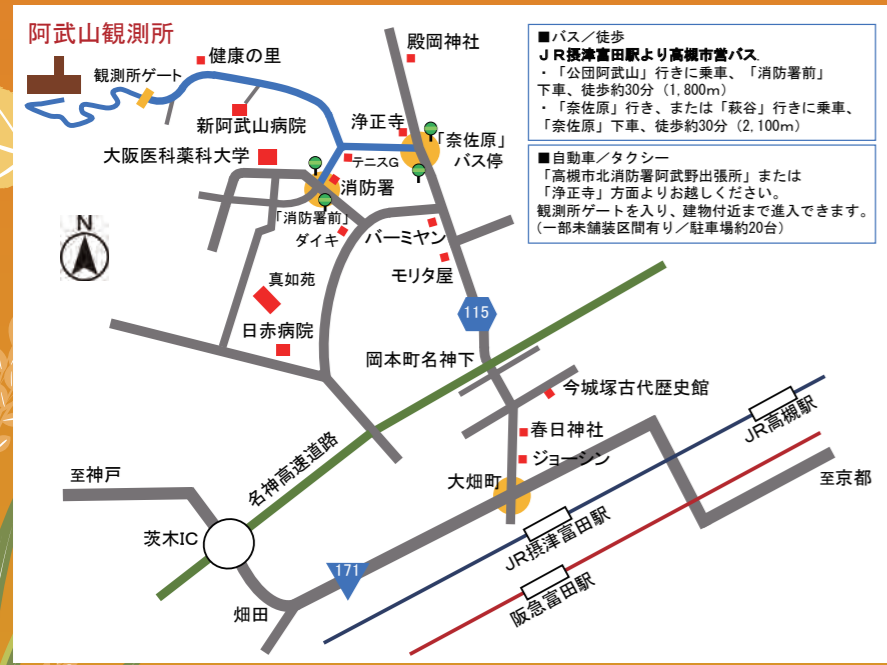 阿武山観測所
■バス／徒歩
ＪＲ摂津富田駅より高槻市営バス
・「公団阿武山」行きに乗車、「消防署前」
下車、徒歩約30分（1,800m）
・「奈佐原」行き、または「萩谷」行きに乗車、
「奈佐原」下車、徒歩約30分（2,100m）
■自動車／タクシー
「高槻市北消防署阿武野出張所」または
「浄正寺」方面よりお越しください。
観測所ゲートを入り、建物付近まで進入できます。
(一部未舗装区間有り／駐車場約20台)
殿岡神社
健康の里
観測所ゲート
新阿武山病院
浄正寺
「奈佐原」
バス停
大阪医科薬科大学
テニスG
消防署
「消防署前」
ダイキ
バーミヤン
N
モリタ屋
真如苑
日赤病院
115
岡本町名神下
今城塚古代歴史館
春日神社
JR高槻駅
ジョーシン
名神高速道路
大畑町
至神戸
至京都
茨木IC
JR摂津富田駅
171
阪急富田駅
畑田